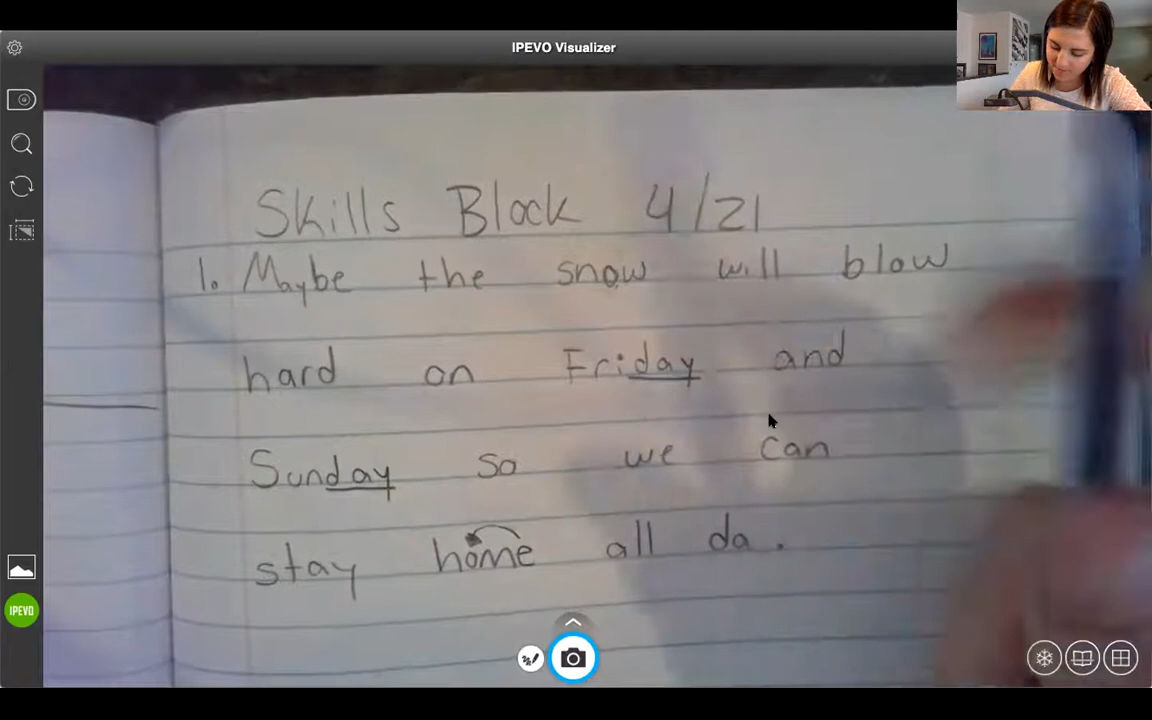 IPEVO Visualizer
Skills Block 4/21
1. Maybe the snow will blow
hard on Friday and
Sunday so we can
stay home all da.
IPEVO